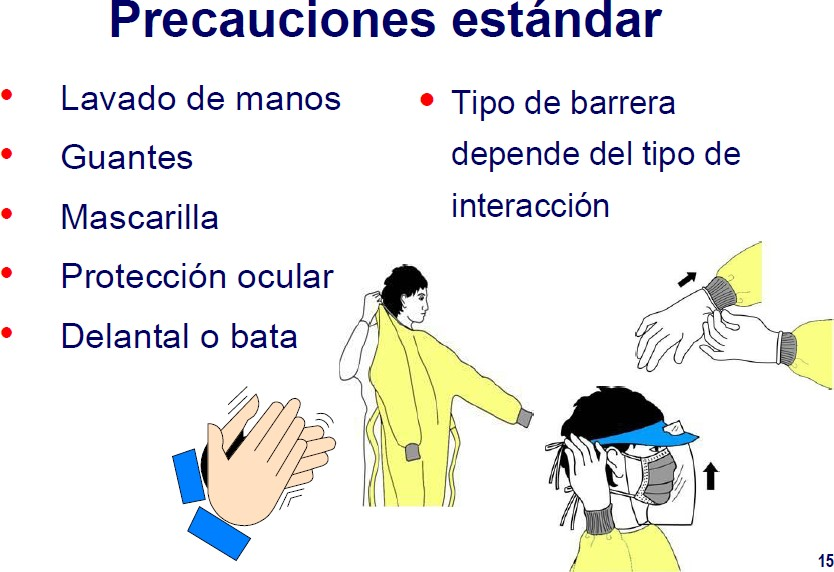 Precauciones estándar
• Lavado de manos
• Guantes
• Mascarilla
• Protección ocular
• Delantal o bata
• Tipo de barrera
depende del tipo de
interacción
15